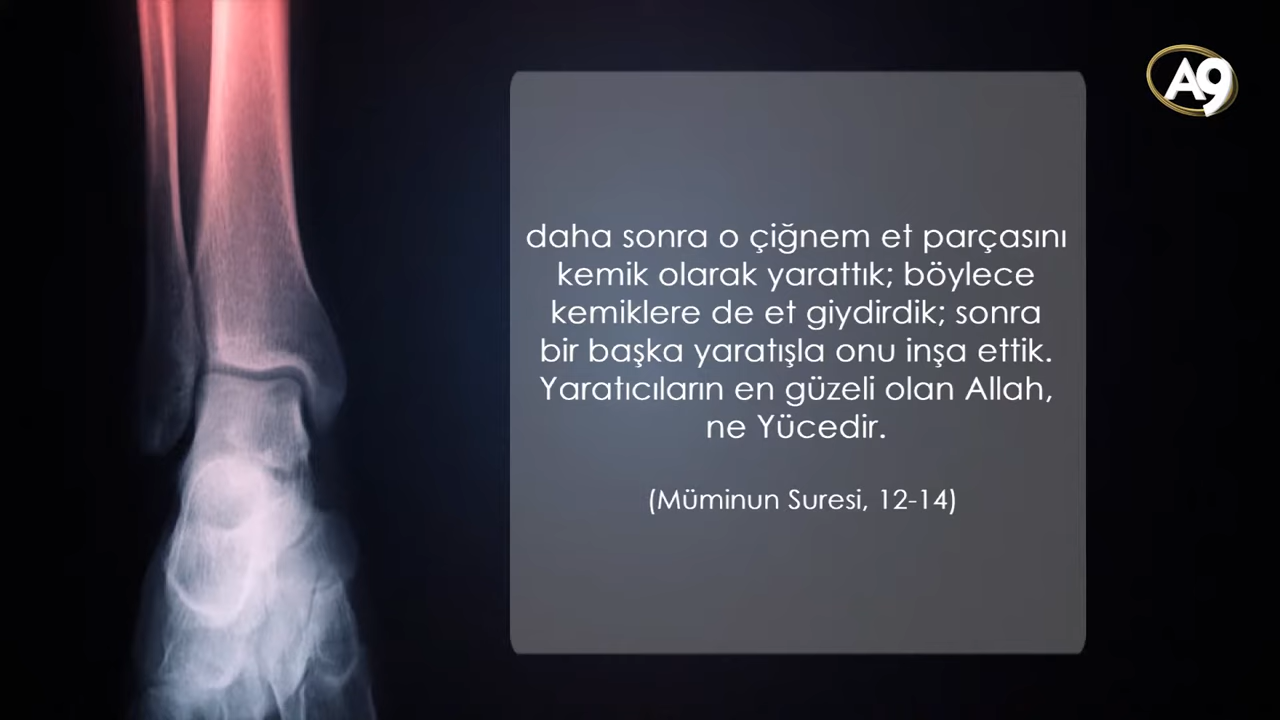 A9
daha sonra o çiğnem et parçasını
kemik olarak yarattık; böylece
kemiklere de et giydirdik; sonra
bir başka yaratışla onu inşa ettik.
Yaratıcıların en güzeli olan Allah,
ne Yücedir.
(Müminun Suresi, 12-14)